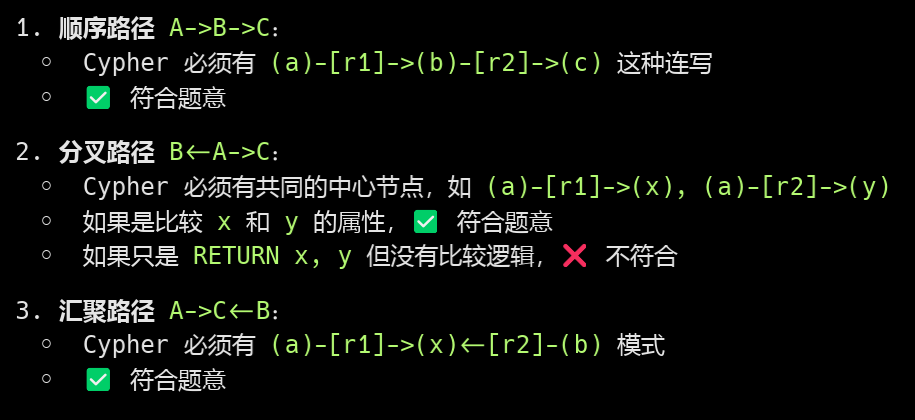 1. 顺序路径 A->B->C：
○ Cypher 必须有 (a)-[r1]->(b)-[r2]->(c) 这种连写
○ ✅ 符合题意
2. 分叉路径 B<-A->C：
○ Cypher 必须有共同的中心节点，如 (a)-[r1]->(x), (a)-[r2]->(y)
○ 如果是比较 x 和 y 的属性，✅ 符合题意
○ 如果只是 RETURN x, y 但没有比较逻辑，❌ 不符合
3. 汇聚路径 A->C<-B：
○ Cypher 必须有 (a)-[r1]->(x)<-[r2]-(b) 模式
○ ✅ 符合题意